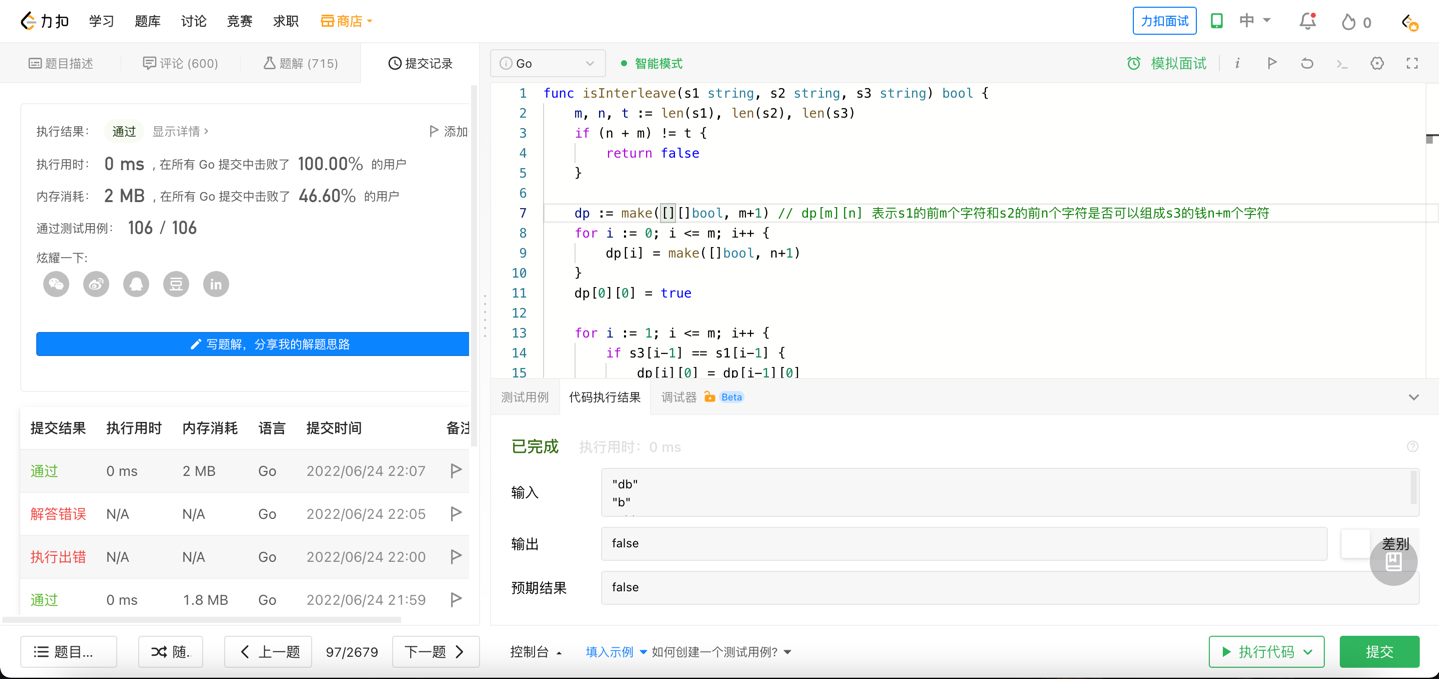 力扣 学习 题库 讨论 竞赛 求职 商店 力扣面试 中 0
题目描述 评论 (600) 题解 (715) 提交记录
执行结果： 通过 显示详情 › 添加
执行用时： 0 ms , 在所有 Go 提交中击败了 100.00% 的用户
内存消耗： 2 MB , 在所有 Go 提交中击败了 46.60% 的用户
通过测试用例： 106 / 106
炫耀一下:
豆 in
写题解，分享我的解题思路
提交结果 执行用时 内存消耗 语言 提交时间 备注
通过 0 ms 2 MB Go 2022/06/24 22:07
解答错误 N/A N/A Go 2022/06/24 22:05
执行出错 N/A N/A Go 2022/06/24 22:00
通过 0 ms 1.8 MB Go 2022/06/24 21:59
题目... 随. 上一题 97/2679 下一题
Go 智能模式 模拟面试 i
1 func isInterleave(s1 string, s2 string, s3 string) bool {
2 m, n, t := len(s1), len(s2), len(s3)
3 if (n + m) != t {
4 return false
5 }
6
7 dp := make([][]bool, m+1) // dp[m][n] 表示s1的前m个字符和s2的前n个字符是否可以组成s3的钱n+m个字符
8 for i := 0; i <= m; i++ {
9 dp[i] = make([]bool, n+1)
10 }
11 dp[0][0] = true
12
13 for i := 1; i <= m; i++ {
14 if s3[i-1] == s1[i-1] {
15 dp[i][0] = dp[i-1][0]
测试用例 代码执行结果 调试器 Beta
已完成 执行用时：0 ms
输入 "db"
"b"
输出 false 差别
预期结果 false
控制台 填入示例 如何创建一个测试用例? 执行代码 提交